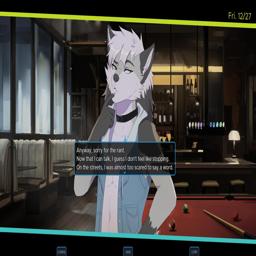 Fri. 12/27
Anyway, sorry for the rant.
Now that I can talk, I guess I don't feel like stopping.
On the streets, I was almost too scared to say a word.